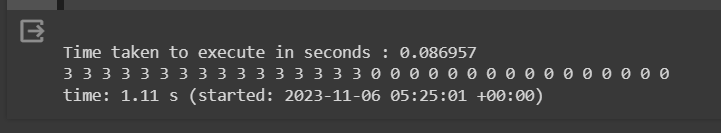 Time taken to execute in seconds : 0.086957
3 3 3 3 3 3 3 3 3 3 3 3 3 3 3 3 0 0 0 0 0 0 0 0 0 0 0 0 0 0 0 0
time: 1.11 s (started: 2023-11-06 05:25:01 +00:00)